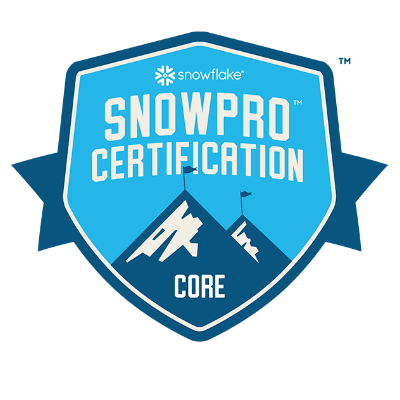 snowflake®
SNOWPRO™
CERTIFICATION
CORE
™